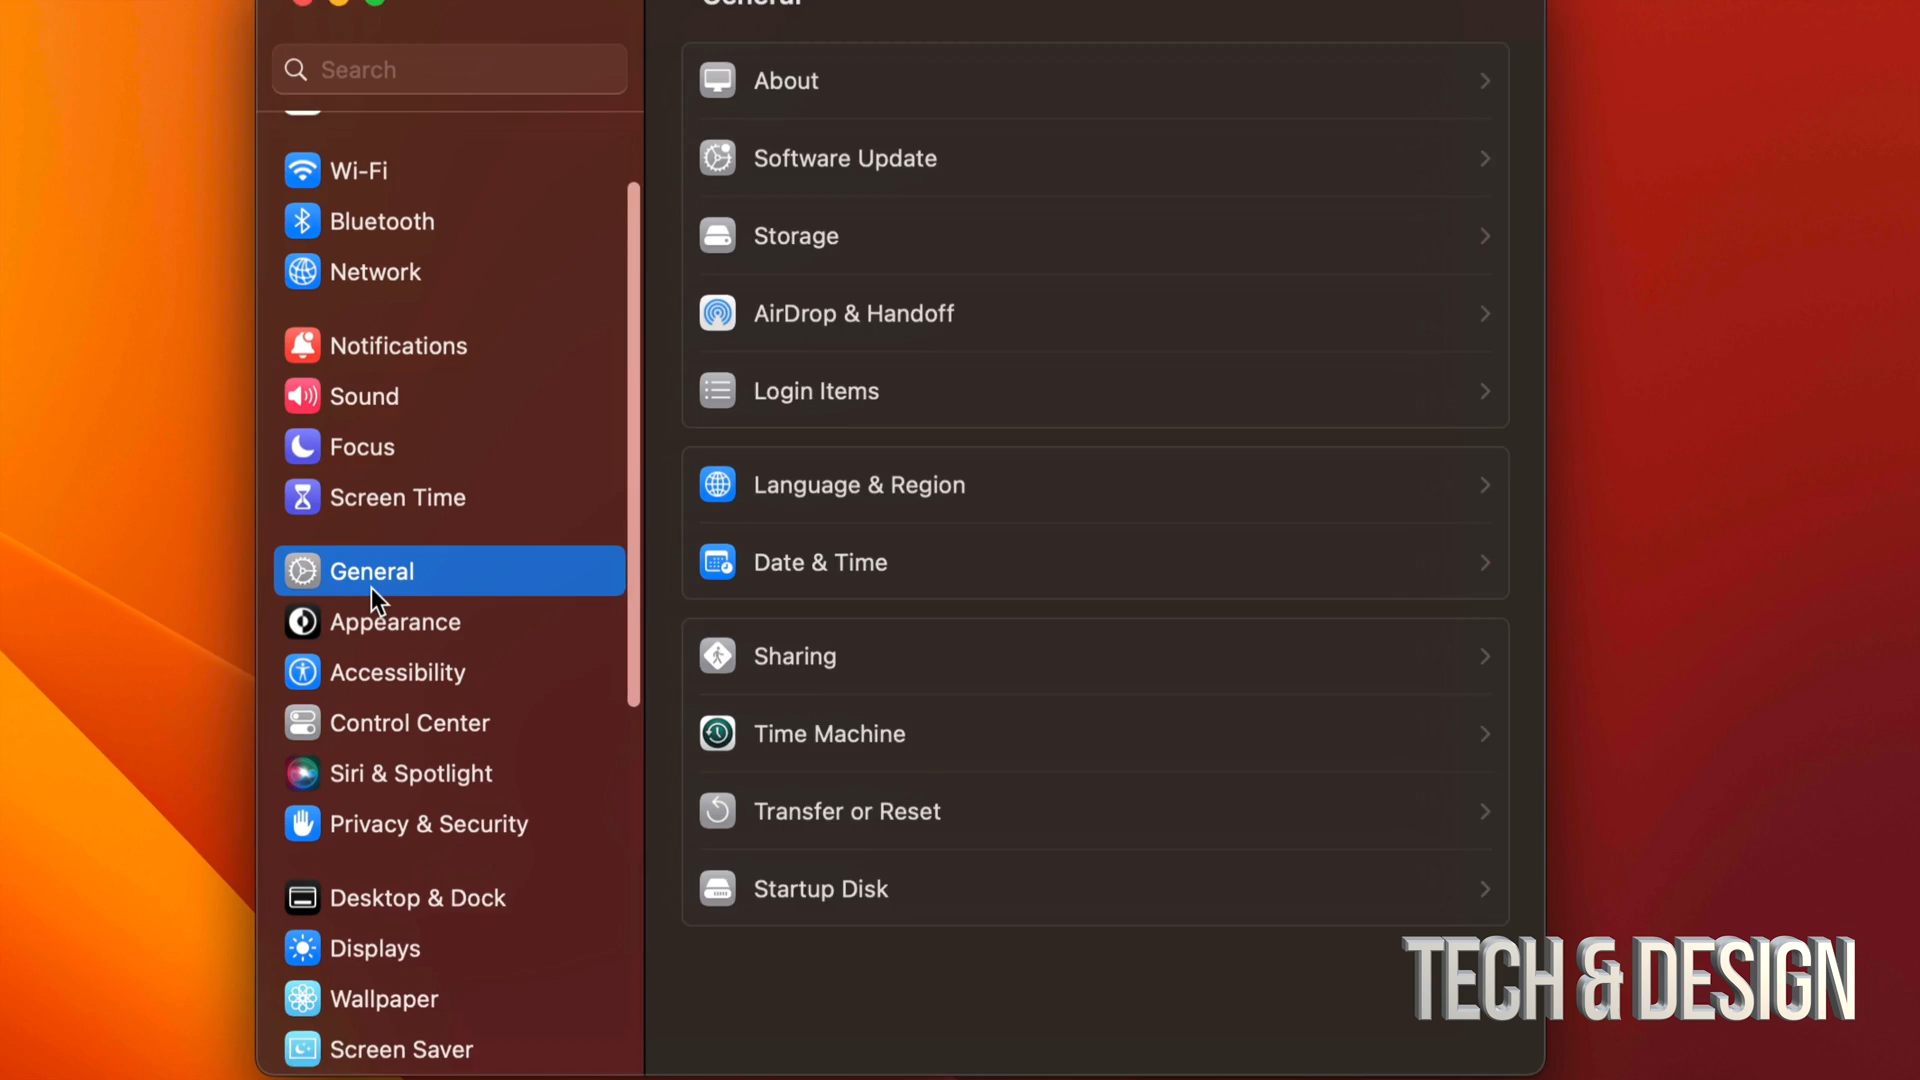 General
Search
Wi-Fi
Bluetooth
Network
Notifications
Sound
Focus
Screen Time
General
Appearance
Accessibility
Control Center
Siri & Spotlight
Privacy & Security
Desktop & Dock
Displays
Wallpaper
Screen Saver
About
Software Update
Storage
AirDrop & Handoff
Login Items
Language & Region
Date & Time
Sharing
Time Machine
Transfer or Reset
Startup Disk
TECH & DESIGN